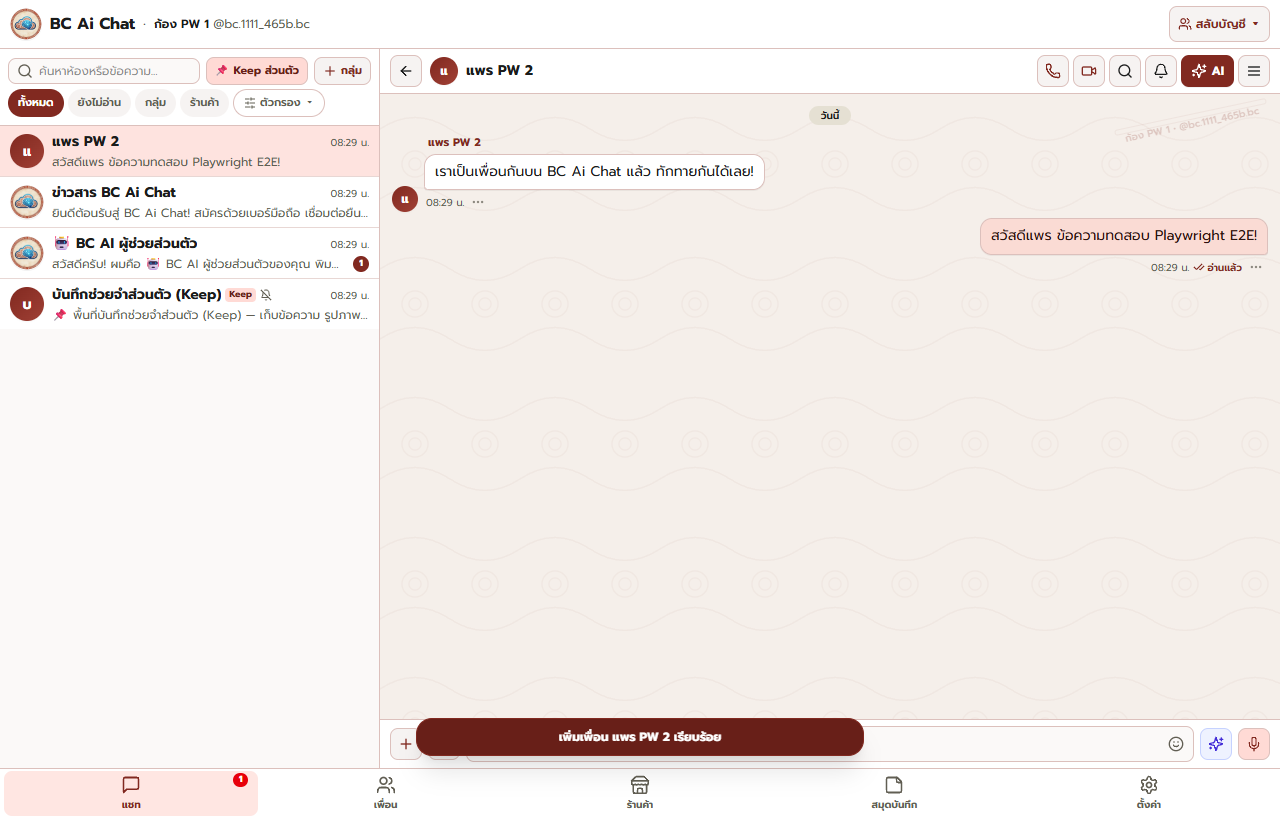 BC Ai Chat · ก้อง PW 1 @bc.1111_465b.bc
สลับบัญชี
ค้นหาห้องหรือข้อความ...
Keep ส่วนตัว
กลุ่ม
ทั้งหมด
ยังไม่อ่าน
กลุ่ม
ร้านค้า
ตัวกรอง
แ
แพร PW 2
08:29 น.
สวัสดีแพร ข้อความทดสอบ Playwright E2E!
ข่าวสาร BC Ai Chat
08:29 น.
ยินดีต้อนรับสู่ BC Ai Chat! สมัครด้วยเบอร์มือถือ เชื่อมต่อยืน...
BC AI ผู้ช่วยส่วนตัว
08:29 น.
สวัสดีครับ! ผมคือ 🤖 BC AI ผู้ช่วยส่วนตัวของคุณ พิม...
1
บ
บันทึกช่วยจำส่วนตัว (Keep)
Keep
08:29 น.
📌 พื้นที่บันทึกช่วยจำส่วนตัว (Keep) — เก็บข้อความ รูปภาพ...
แ
แพร PW 2
AI
วันนี้
ก้อง PW 1 · @bc.1111_465b.bc
แพร PW 2
เราเป็นเพื่อนกันบน BC Ai Chat แล้ว ทักทายกันได้เลย!
แ
08:29 น.
สวัสดีแพร ข้อความทดสอบ Playwright E2E!
08:29 น. อ่านแล้ว
เพิ่มเพื่อน แพร PW 2 เรียบร้อย
แชท
1
เพื่อน
ร้านค้า
สมุดบันทึก
ตั้งค่า